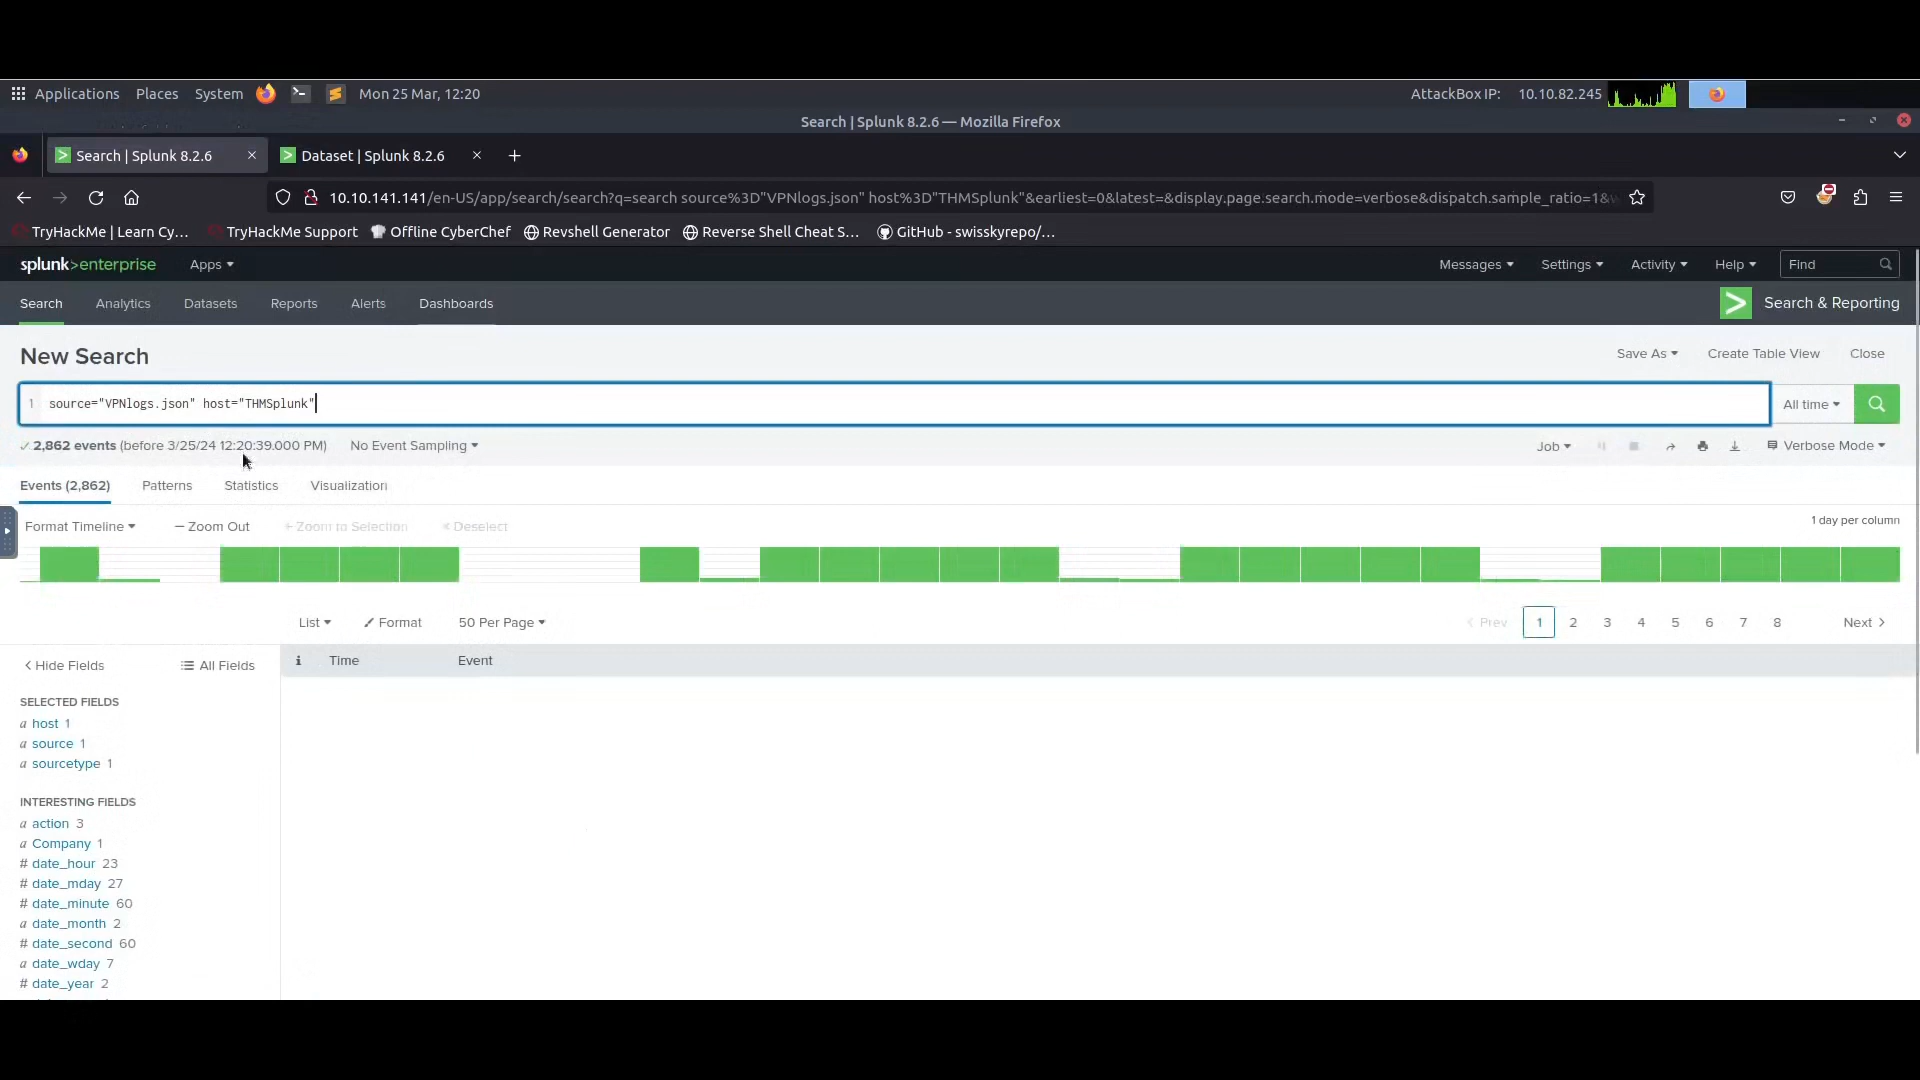 Applications Places System Mon 25 Mar, 12:20 AttackBox IP: 10.10.82.245
Search | Splunk 8.2.6 — Mozilla Firefox
Search | Splunk 8.2.6 Dataset | Splunk 8.2.6
10.10.141.141/en-US/app/search/search?q=search source%3D"VPNlogs.json" host%3D"THMSplunk"&earliest=0&latest=&display.page.search.mode=verbose&dispatch.sample_ratio=1&
TryHackMe | Learn Cy… TryHackMe Support Offline CyberChef Revshell Generator Reverse Shell Cheat S… GitHub - swisskyrepo/…
splunk>enterprise Apps Messages Settings Activity Help Find
Search Analytics Datasets Reports Alerts Dashboards Search & Reporting
New Search Save As Create Table View Close
1 source="VPNlogs.json" host="THMSplunk" All time
✓ 2,862 events (before 3/25/24 12:20:39.000 PM) No Event Sampling Job Verbose Mode
Events (2,862) Patterns Statistics Visualization
Format Timeline — Zoom Out + Zoom to Selection × Deselect 1 day per column
List Format 50 Per Page < Prev 1 2 3 4 5 6 7 8 Next >
< Hide Fields All Fields i Time Event
SELECTED FIELDS
a host 1
a source 1
a sourcetype 1
INTERESTING FIELDS
a action 3
a Company 1
# date_hour 23
# date_mday 27
# date_minute 60
a date_month 2
# date_second 60
a date_wday 7
# date_year 2